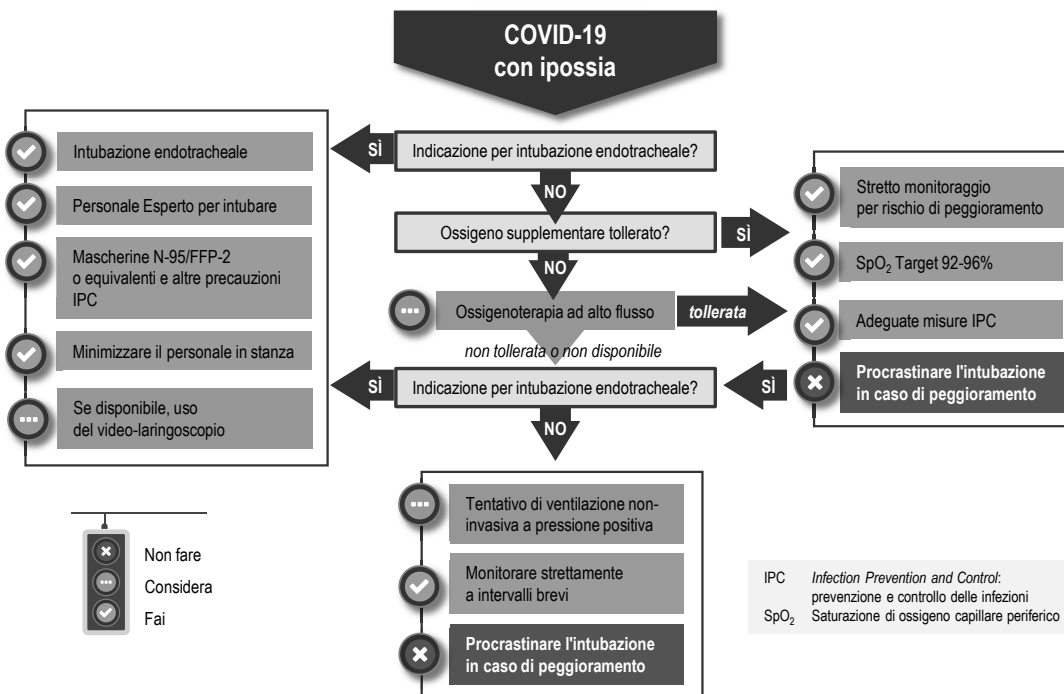 COVID-19
con ipossia
SÌ
Indicazione per intubazione endotracheale?
NO
Ossigeno supplementare tollerato?
SÌ
NO
Ossigenoterapia ad alto flusso
tollerata
non tollerata o non disponibile
SÌ
Indicazione per intubazione endotracheale?
SÌ
NO
Intubazione endotracheale
Personale Esperto per intubare
Mascherine N-95/FFP-2
o equivalenti e altre precauzioni
IPC
Minimizzare il personale in stanza
Se disponibile, uso
del video-laringoscopio
Stretto monitoraggio
per rischio di peggioramento
SpO₂ Target 92-96%
Adeguate misure IPC
Procrastinare l'intubazione
in caso di peggioramento
Tentativo di ventilazione non-
invasiva a pressione positiva
Monitorare strettamente
a intervalli brevi
Procrastinare l'intubazione
in caso di peggioramento
Non fare
Considera
Fai
IPC Infection Prevention and Control:
prevenzione e controllo delle infezioni
SpO₂ Saturazione di ossigeno capillare periferico